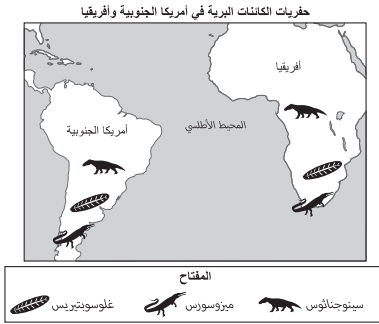 حفريات الكائنات البرية في أمريكا الجنوبية وأفريقيا
أفريقيا
المحيط الأطلسي
أمريكا الجنوبية
المفتاح
سينوجناثوس
ميزوسورس
غلوسوبتيريس